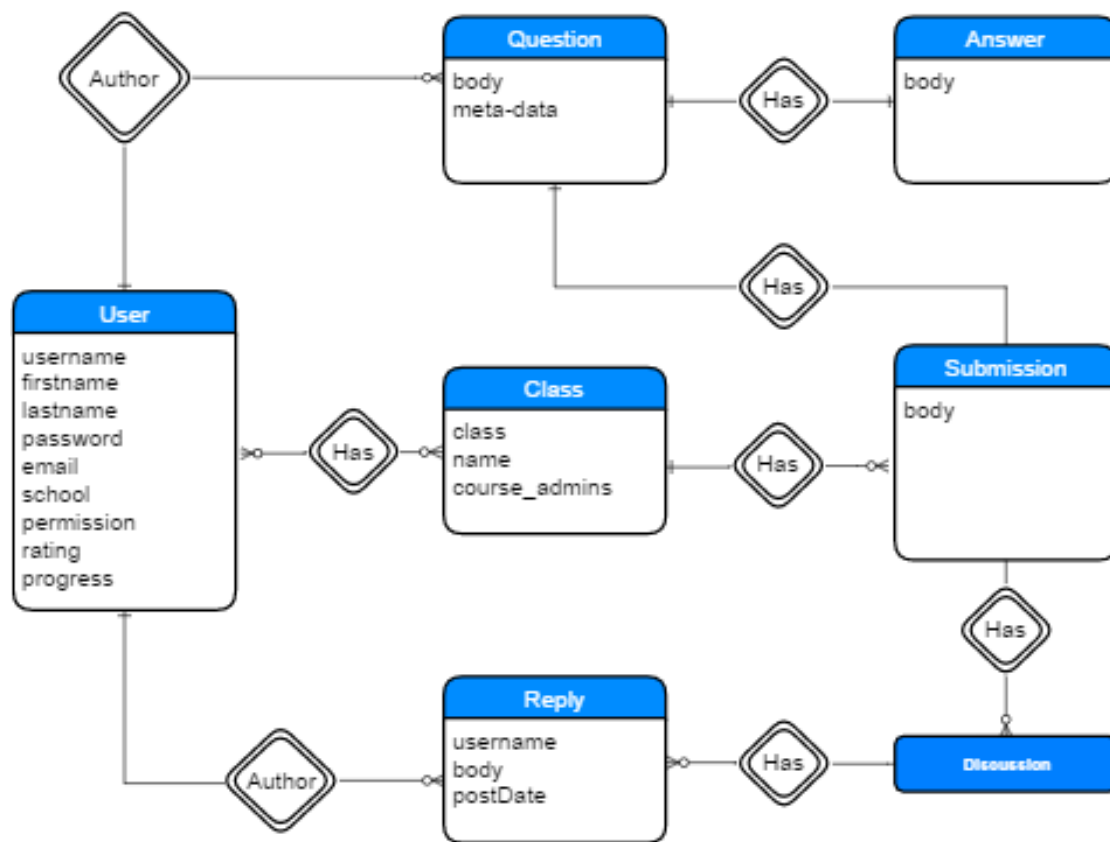 Author
Question
body
meta-data
Has
Answer
body
Has
User
username
firstname
lastname
password
email
school
permission
rating
progress
Has
Class
class
name
course_admins
Has
Submission
body
Has
Author
Reply
username
body
postDate
Has
Discussion